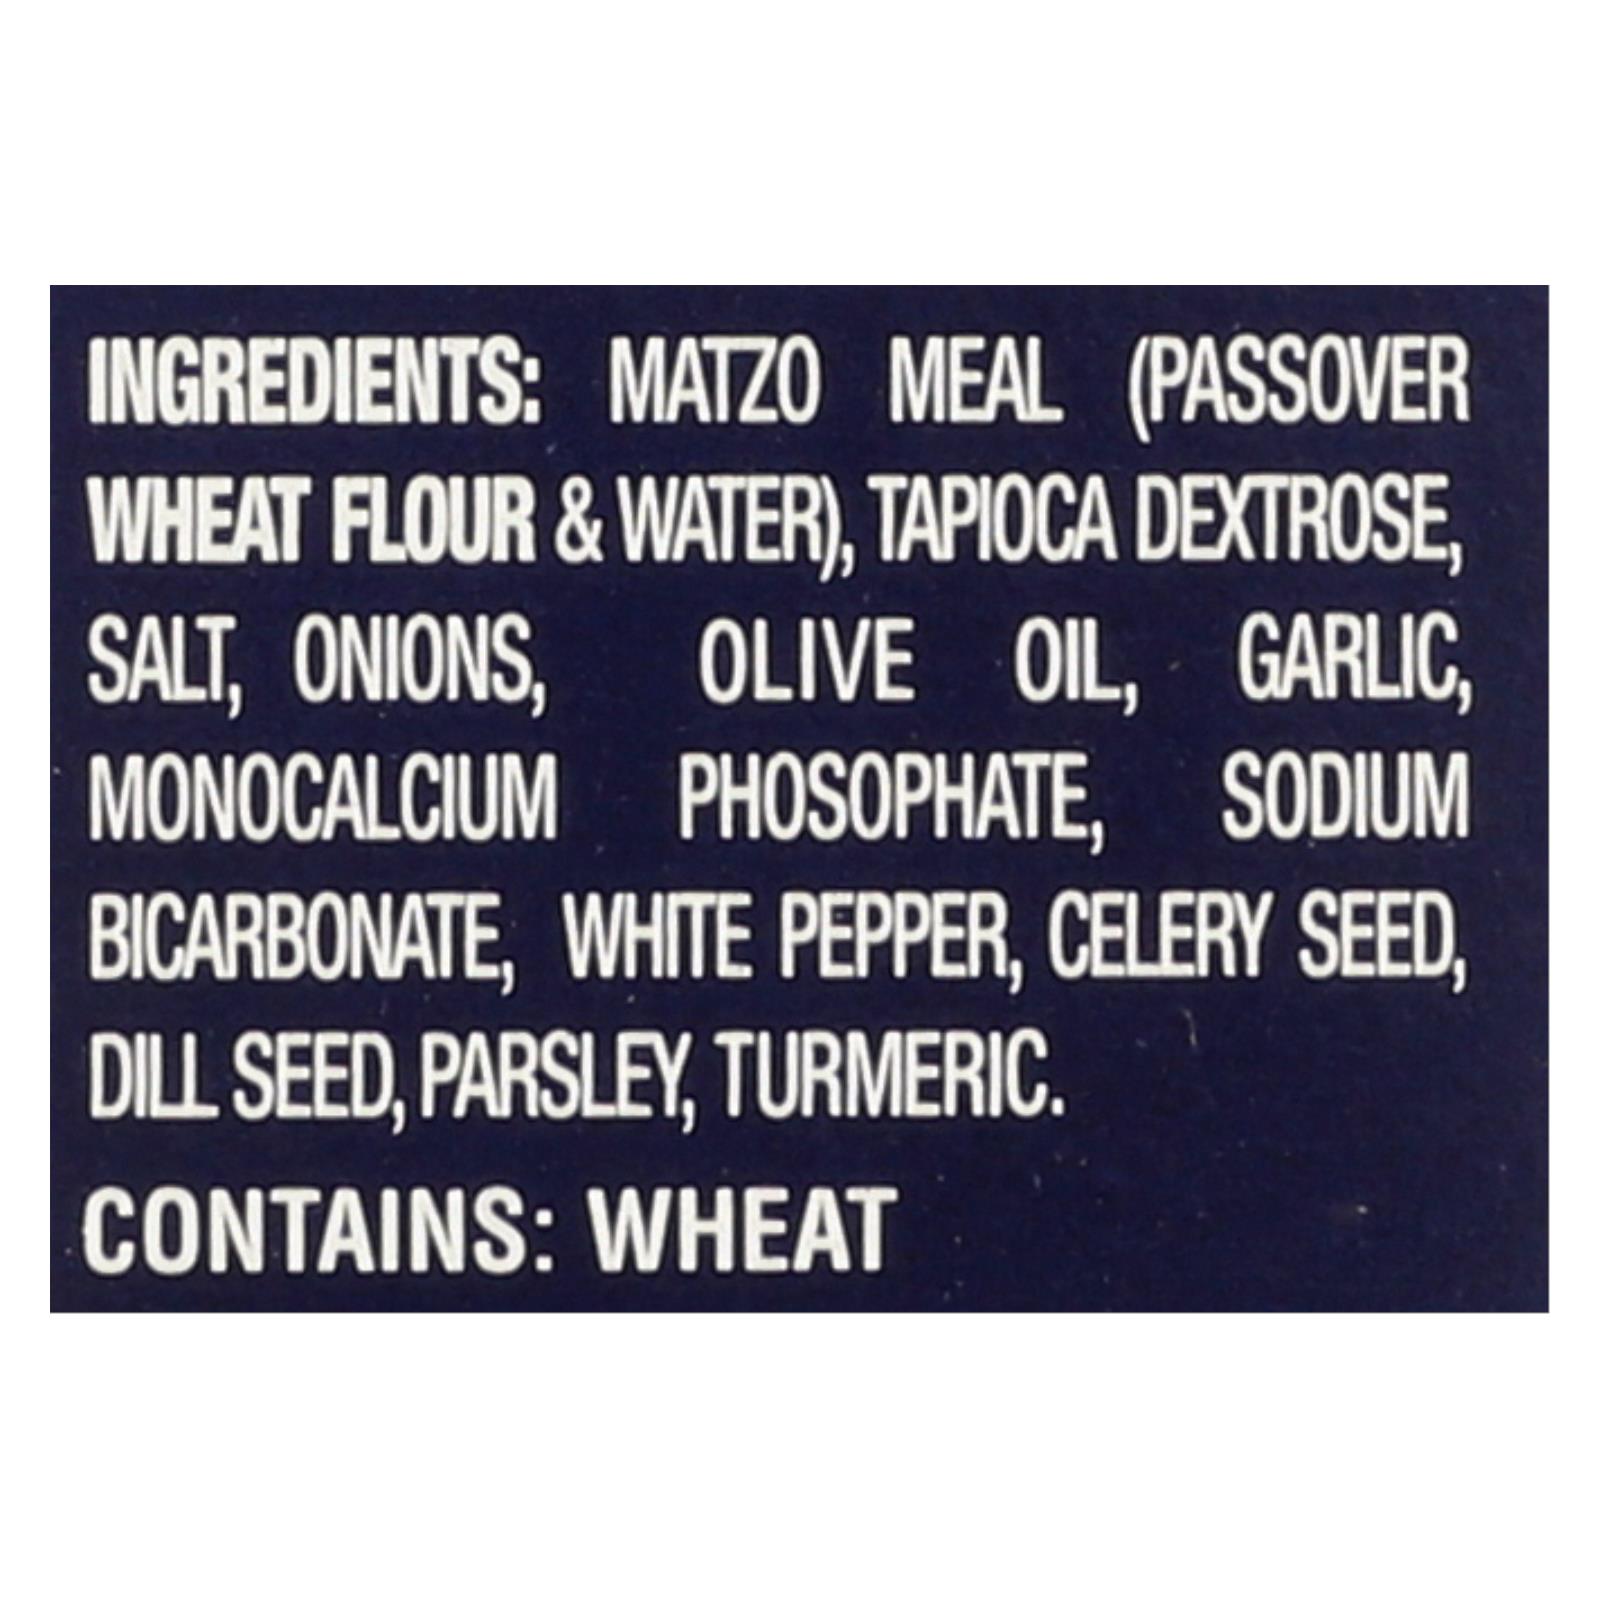 INGREDIENTS: MATZO MEAL (PASSOVER
WHEAT FLOUR & WATER), TAPIOCA DEXTROSE,
SALT, ONIONS, OLIVE OIL, GARLIC,
MONOCALCIUM PHOSOPHATE, SODIUM
BICARBONATE, WHITE PEPPER, CELERY SEED,
DILL SEED, PARSLEY, TURMERIC.
CONTAINS: WHEAT